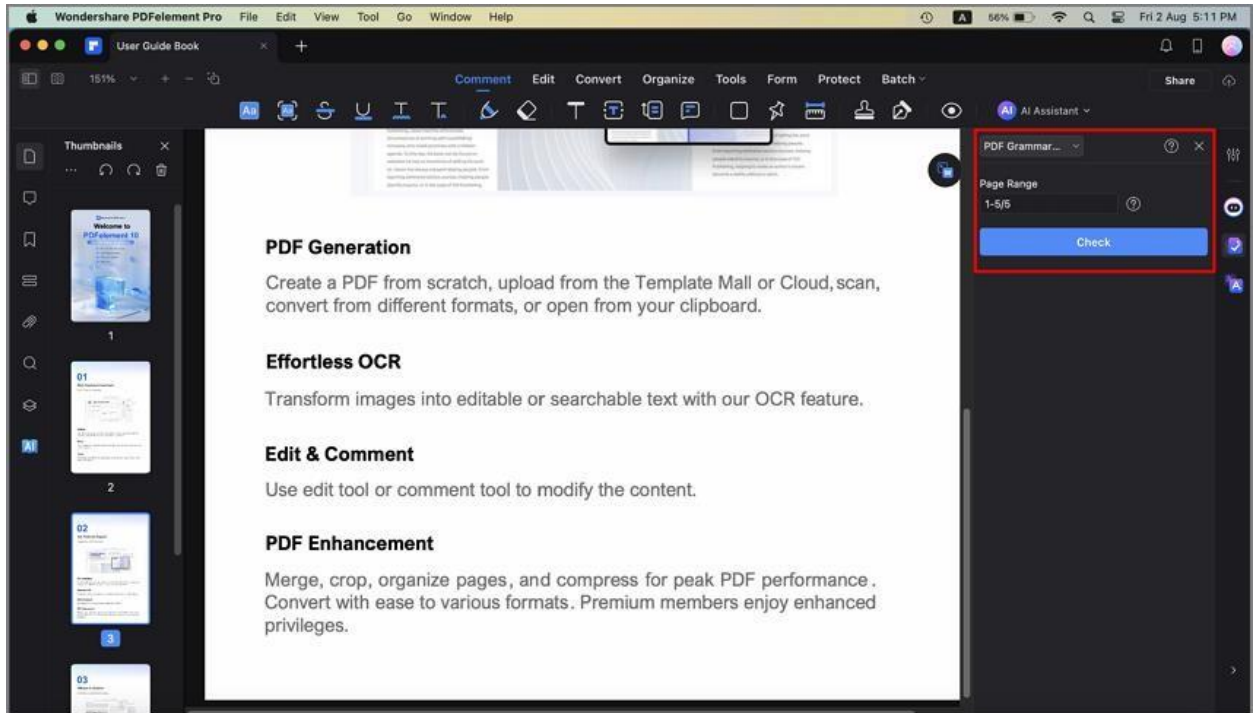 Wondershare PDFelement Pro File Edit View Tool Go Window Help A 56% Fri 2 Aug 5:11 PM
User Guide Book × +
151% + − Comment Edit Convert Organize Tools Form Protect Batch Share
AI Assistant
Thumbnails ×
PDF Grammar... ×
Page Range
1-5/5
Check
Welcome to
PDFelement 10
1
01
2
02
3
03
AI
PDF Generation
Create a PDF from scratch, upload from the Template Mall or Cloud, scan,
convert from different formats, or open from your clipboard.
Effortless OCR
Transform images into editable or searchable text with our OCR feature.
Edit & Comment
Use edit tool or comment tool to modify the content.
PDF Enhancement
Merge, crop, organize pages, and compress for peak PDF performance.
Convert with ease to various formats. Premium members enjoy enhanced
privileges.